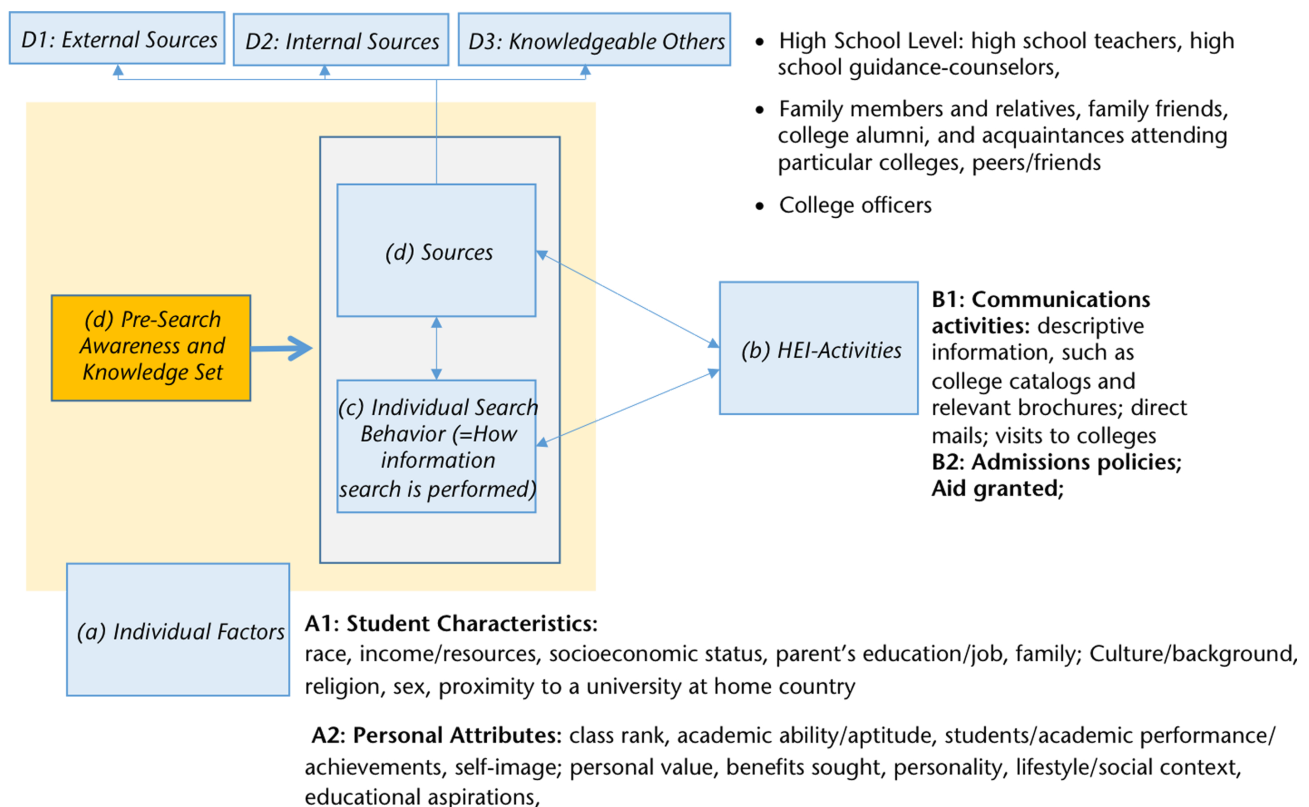 D1: External Sources
D2: Internal Sources
D3: Knowledgeable Others
• High School Level: high school teachers, high
school guidance-counselors,
• Family members and relatives, family friends,
college alumni, and acquaintances attending
particular colleges, peers/friends
• College officers
(d) Sources
(d) Pre-Search
Awareness and
Knowledge Set
(c) Individual Search
Behavior (=How
information
search is performed)
(b) HEI-Activities
B1: Communications
activities: descriptive
information, such as
college catalogs and
relevant brochures; direct
mails; visits to colleges
B2: Admissions policies;
Aid granted;
(a) Individual Factors
A1: Student Characteristics:
race, income/resources, socioeconomic status, parent’s education/job, family; Culture/background,
religion, sex, proximity to a university at home country
A2: Personal Attributes: class rank, academic ability/aptitude, students/academic performance/
achievements, self-image; personal value, benefits sought, personality, lifestyle/social context,
educational aspirations,